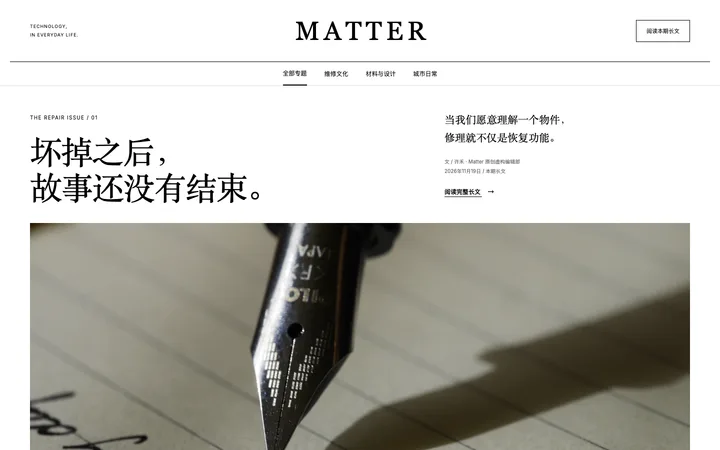 TECHNOLOGY,
IN EVERYDAY LIFE.
MATTER
阅读本期长文
全部专题
维修文化
材料与设计
城市日常
THE REPAIR ISSUE / 01
坏掉之后，
故事还没有结束。
当我们愿意理解一个物件，
修理就不仅是恢复功能。
文 / 许禾 · Matter 原创虚构编辑部
2026年11月19日 / 本期长文
阅读完整长文 →